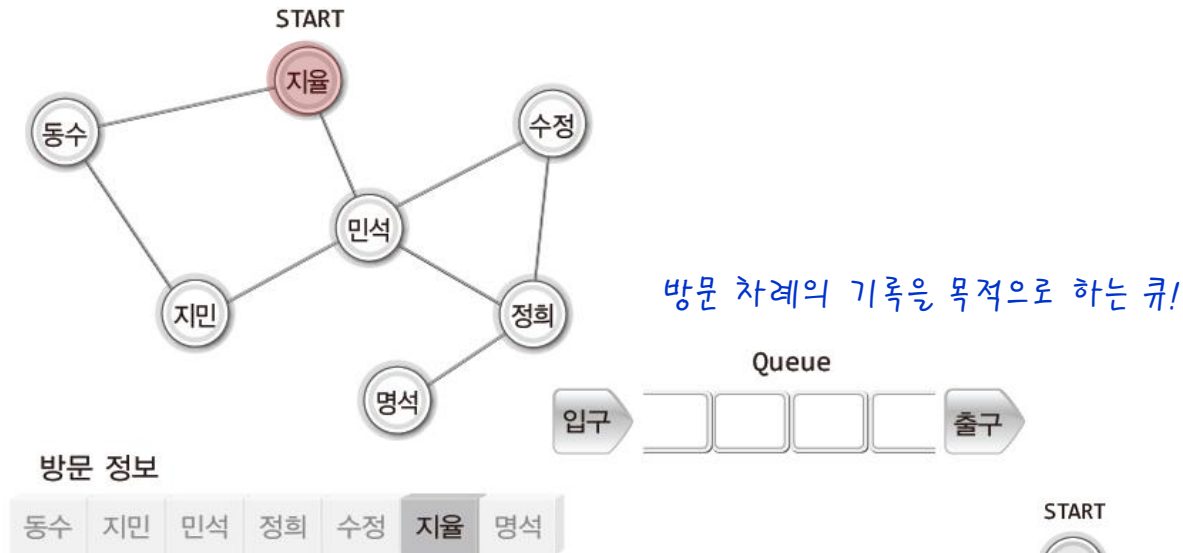 START
지율
동수
수정
민석
지민
정희
방문 차례의 기록을 목적으로 하는 큐!
Queue
명석
입구
출구
방문 정보
동수 지민 민석 정희 수정 지율 명석
START